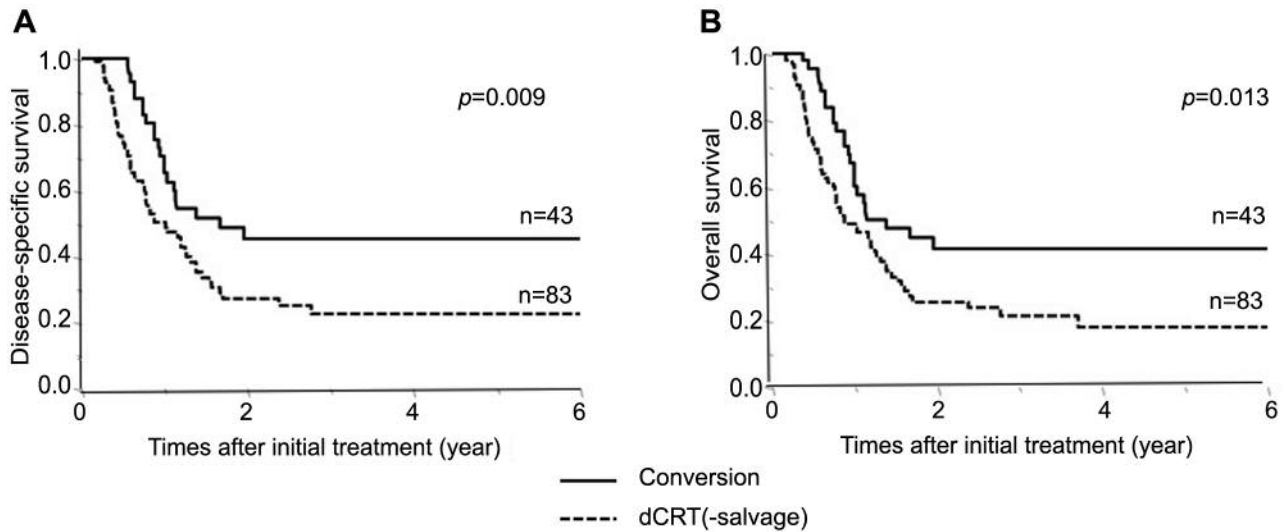 A
Disease-specific survival
1.0
0.8
0.6
0.4
0.2
0.0
p=0.009
n=43
n=83
0 2 4 6
Times after initial treatment (year)
B
Overall survival
1.0
0.8
0.6
0.4
0.2
0.0
p=0.013
n=43
n=83
0 2 4 6
Times after initial treatment (year)
Conversion
dCRT(-salvage)